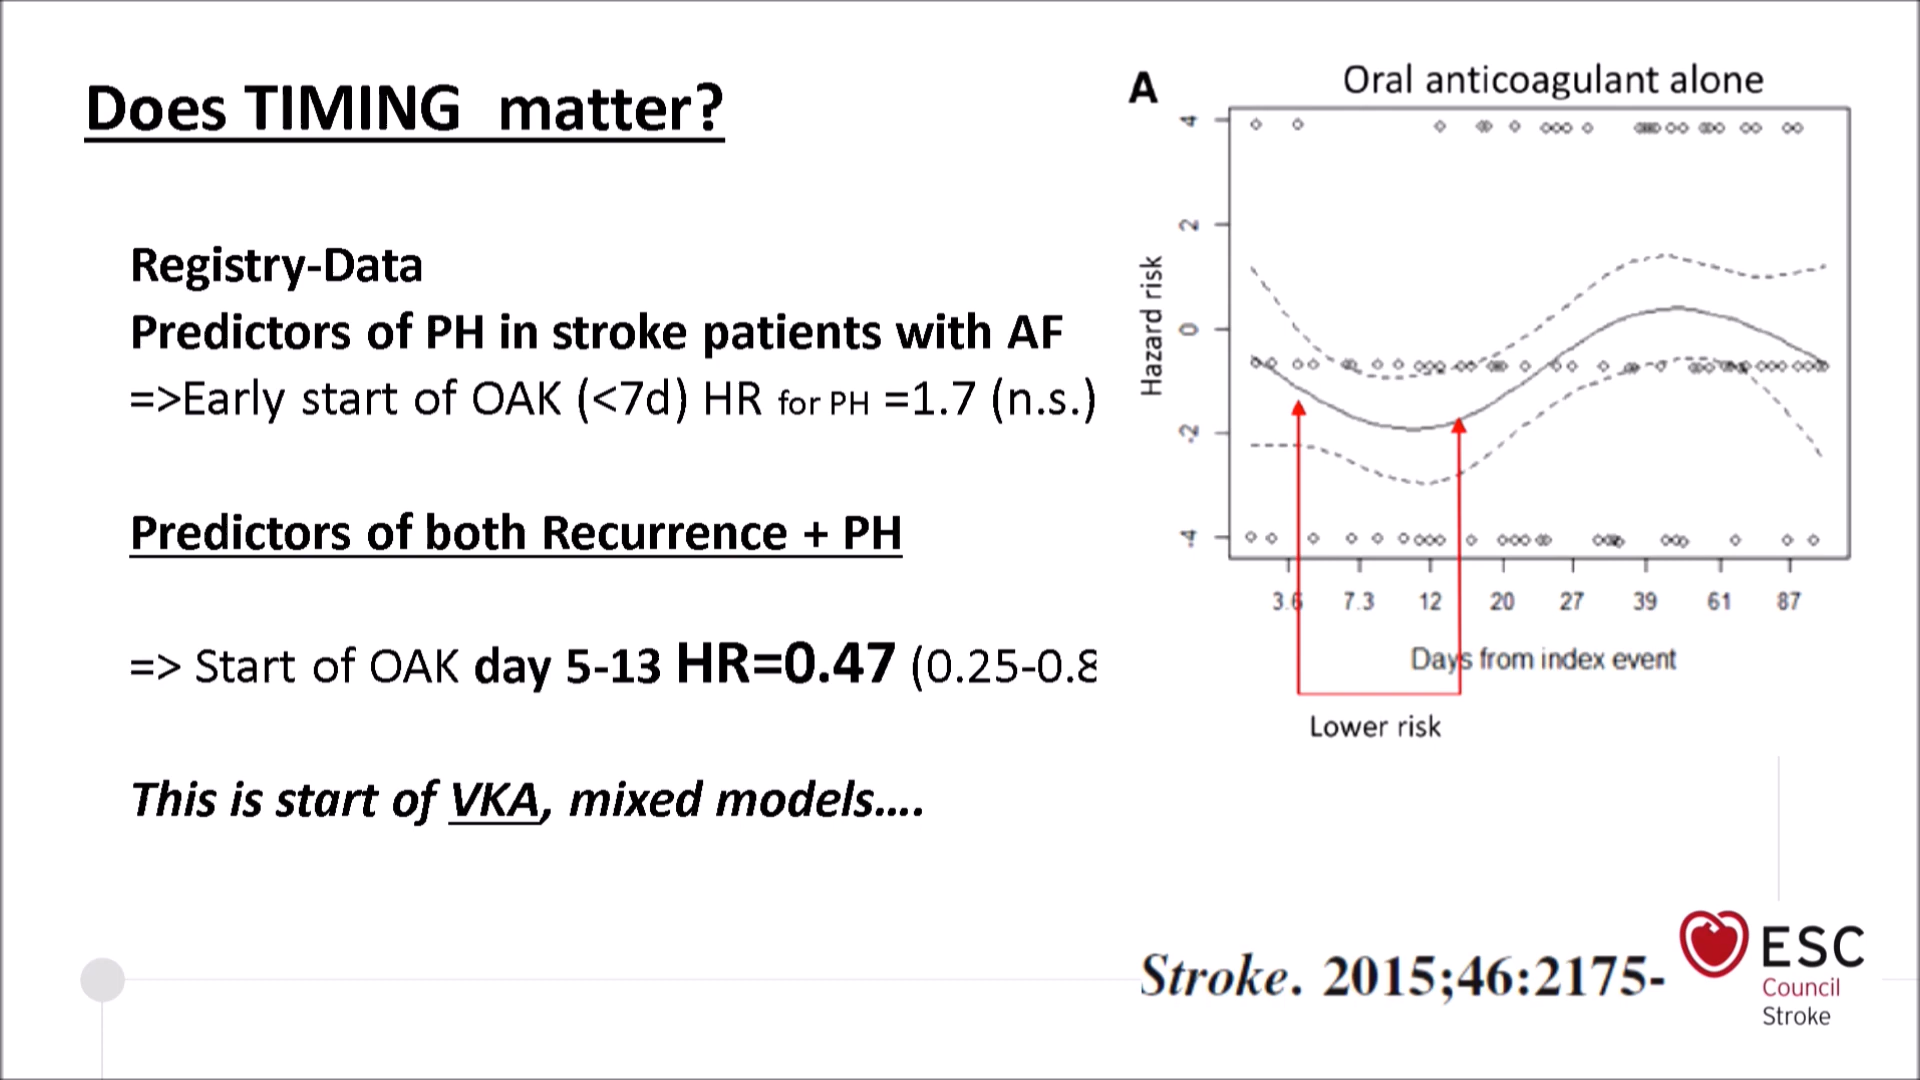 Does TIMING matter?
Registry-Data
Predictors of PH in stroke patients with AF
=>Early start of OAK (<7d) HR for PH =1.7 (n.s.)
Predictors of both Recurrence + PH
=> Start of OAK day 5-13 HR=0.47 (0.25-0.8
This is start of VKA, mixed models....
A
Oral anticoagulant alone
Hazard risk
4
2
0
-2
-4
3.6 7.3 12 20 27 39 61 87
Days from index event
Lower risk
Stroke. 2015;46:2175-
ESC
Council
Stroke